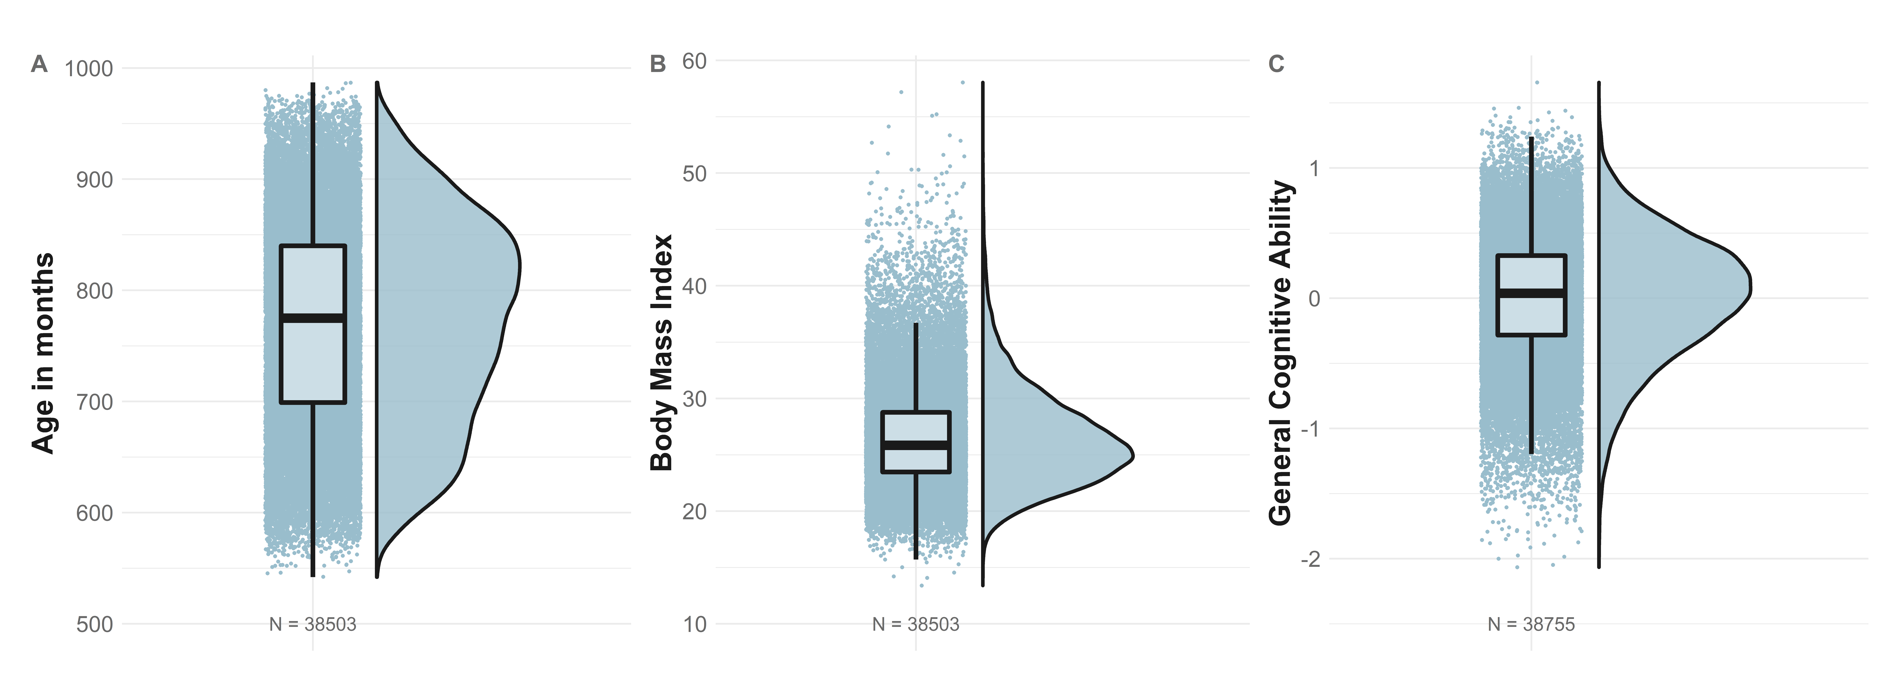 A
Age in months
1000
900
800
700
600
500
N = 38503
B
Body Mass Index
60
50
40
30
20
10
N = 38503
C
General Cognitive Ability
1
0
-1
-2
N = 38755